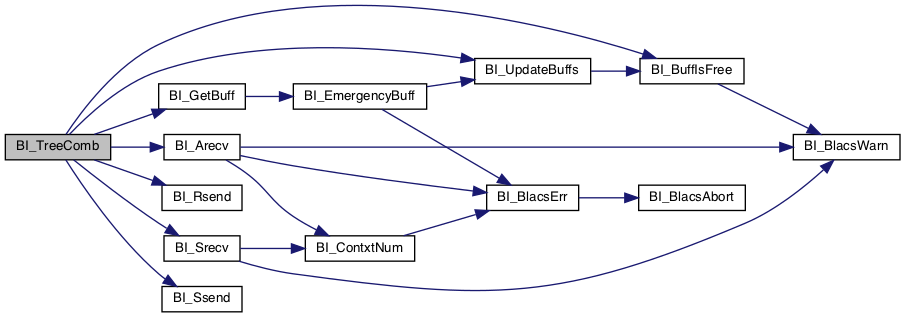 BI_TreeComb
BI_GetBuff
BI_Arecv
BI_Rsend
BI_Srecv
BI_Ssend
BI_EmergencyBuff
BI_ContxtNum
BI_UpdateBuffs
BI_BlacsErr
BI_BuffIsFree
BI_BlacsAbort
BI_BlacsWarn